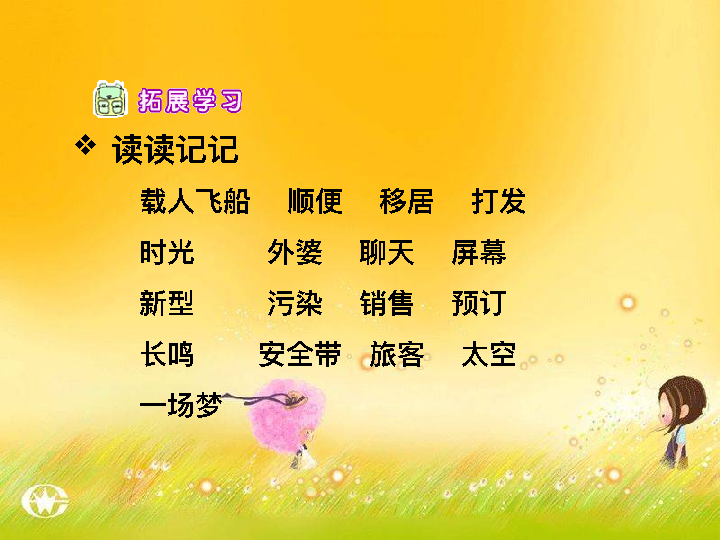 拓展学习
读读记记
载人飞船 顺便 移居 打发
时光 外婆 聊天 屏幕
新型 污染 销售 预订
长鸣 安全带 旅客 太空
一场梦